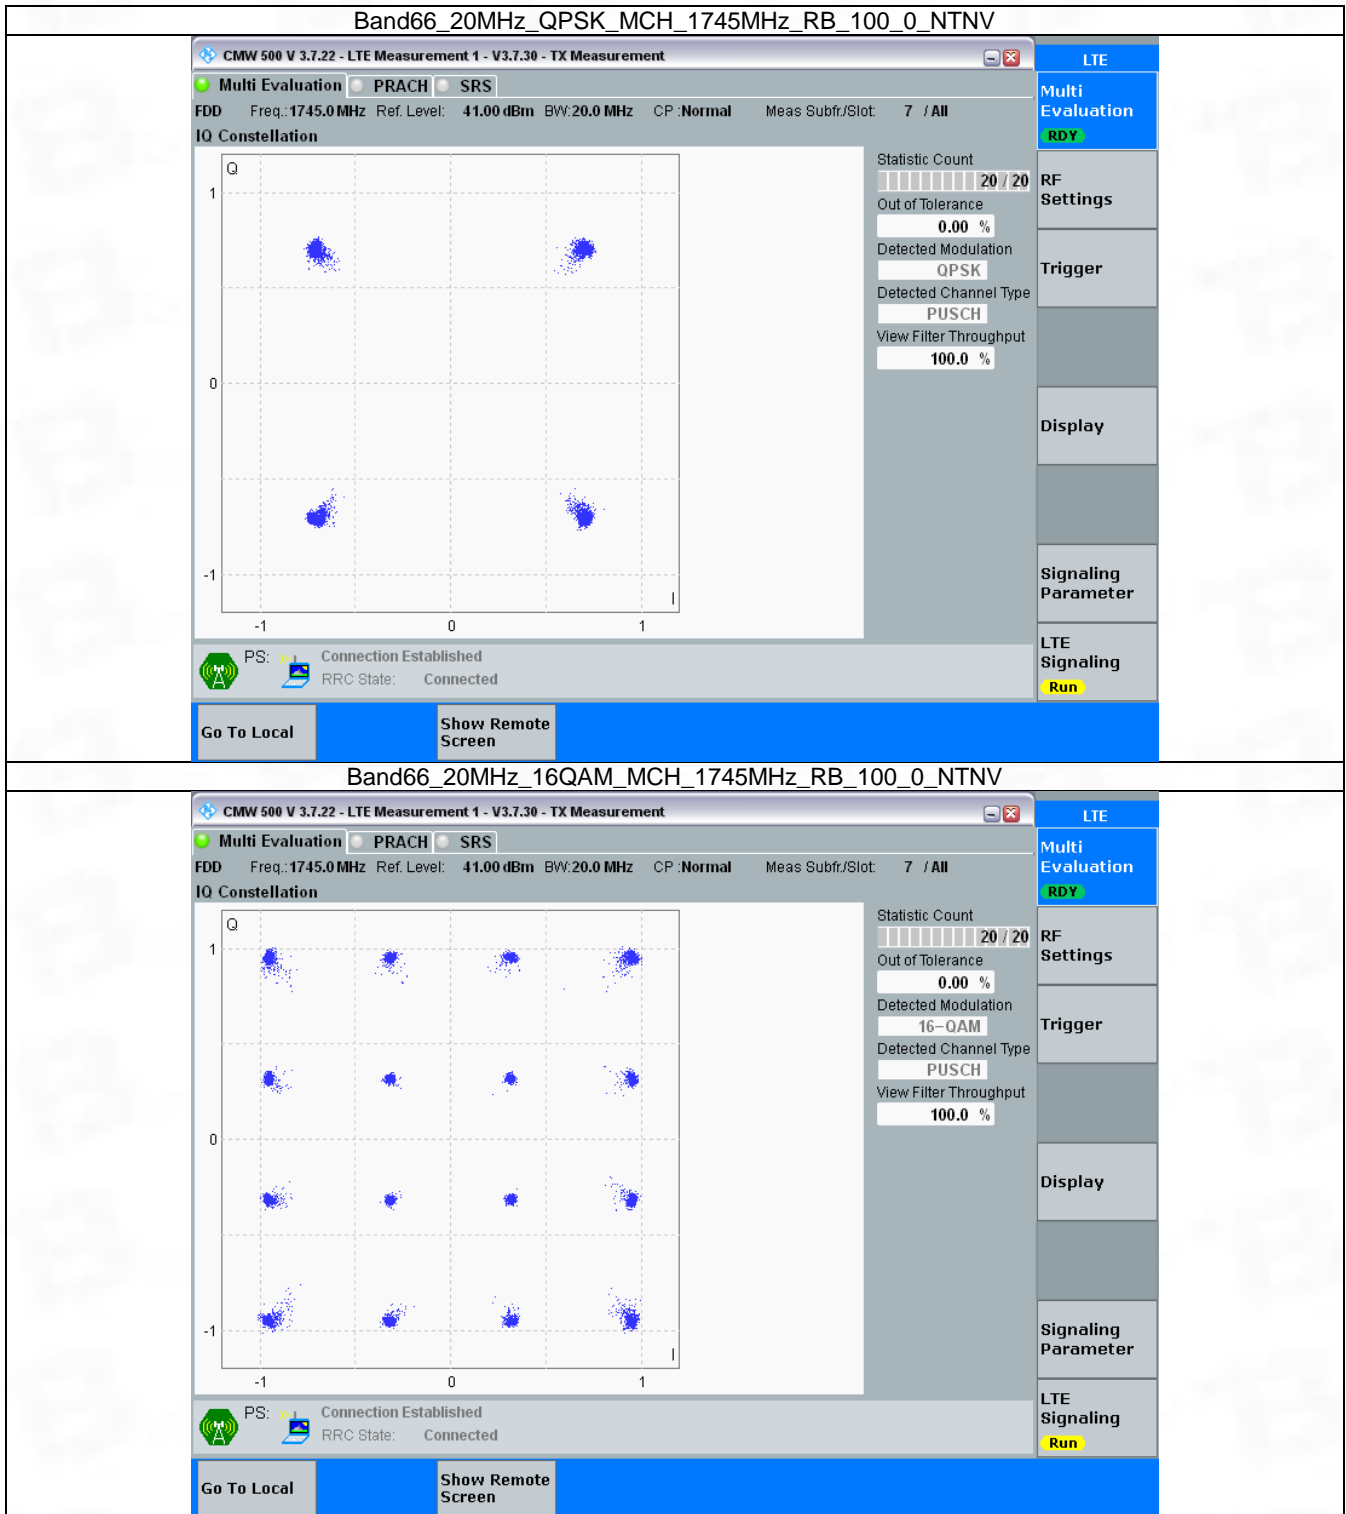 Band66_20MHz_QPSK_MCH_1745MHz_RB_100_0_NTNV
CMW 500 V 3.7.22 - LTE Measurement 1 - V3.7.30 - TX Measurement
LTE
Multi Evaluation PRACH SRS
Multi
Evaluation
RDY
FDD Freq.:1745.0 MHz Ref. Level: 41.00 dBm BW:20.0 MHz CP :Normal Meas Subfr./Slot: 7 / All
IQ Constellation
Q
1
0
-1
I
-1 0 1
Statistic Count
20 / 20
Out of Tolerance
0.00 %
Detected Modulation
QPSK
Detected Channel Type
PUSCH
View Filter Throughput
100.0 %
RF
Settings
Trigger
Display
Signaling
Parameter
LTE
Signaling
Run
PS: Connection Established
RRC State: Connected
Go To Local
Show Remote
Screen
Band66_20MHz_16QAM_MCH_1745MHz_RB_100_0_NTNV
CMW 500 V 3.7.22 - LTE Measurement 1 - V3.7.30 - TX Measurement
LTE
Multi Evaluation PRACH SRS
Multi
Evaluation
RDY
FDD Freq.:1745.0 MHz Ref. Level: 41.00 dBm BW:20.0 MHz CP :Normal Meas Subfr./Slot: 7 / All
IQ Constellation
Q
1
0
-1
I
-1 0 1
Statistic Count
20 / 20
Out of Tolerance
0.00 %
Detected Modulation
16-QAM
Detected Channel Type
PUSCH
View Filter Throughput
100.0 %
RF
Settings
Trigger
Display
Signaling
Parameter
LTE
Signaling
Run
PS: Connection Established
RRC State: Connected
Go To Local
Show Remote
Screen